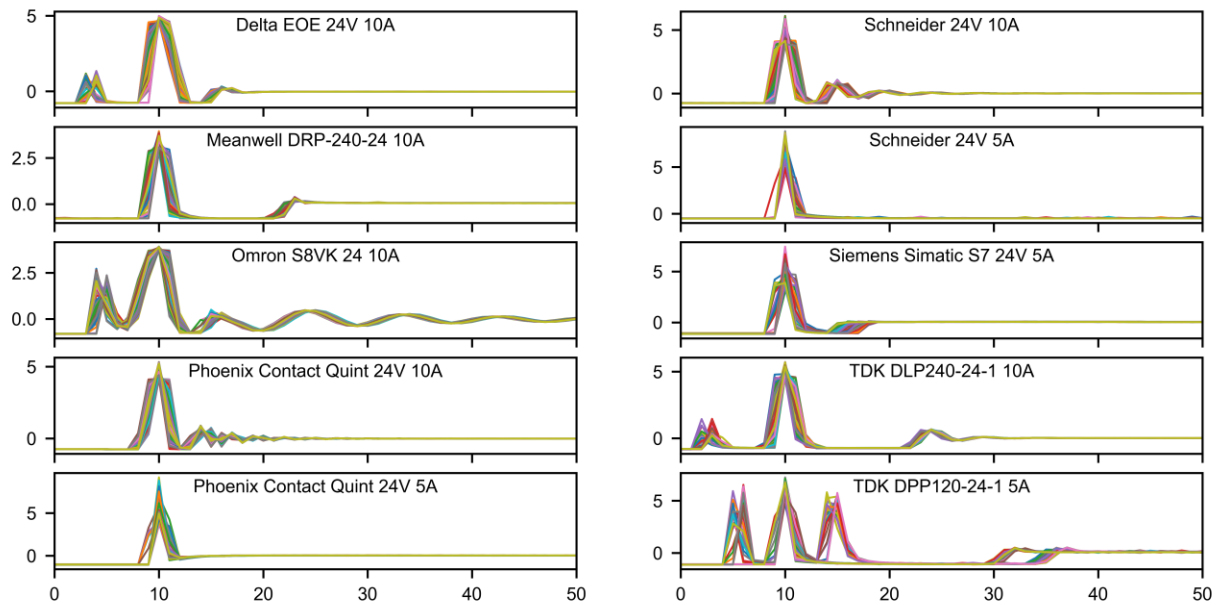 Delta EOE 24V 10A
5
0
Meanwell DRP-240-24 10A
2.5
0.0
Omron S8VK 24 10A
2.5
0.0
Phoenix Contact Quint 24V 10A
5
0
Phoenix Contact Quint 24V 5A
5
0
0 10 20 30 40 50
Schneider 24V 10A
5
0
Schneider 24V 5A
5
0
Siemens Simatic S7 24V 5A
5
0
TDK DLP240-24-1 10A
5
0
TDK DPP120-24-1 5A
5
0
0 10 20 30 40 50